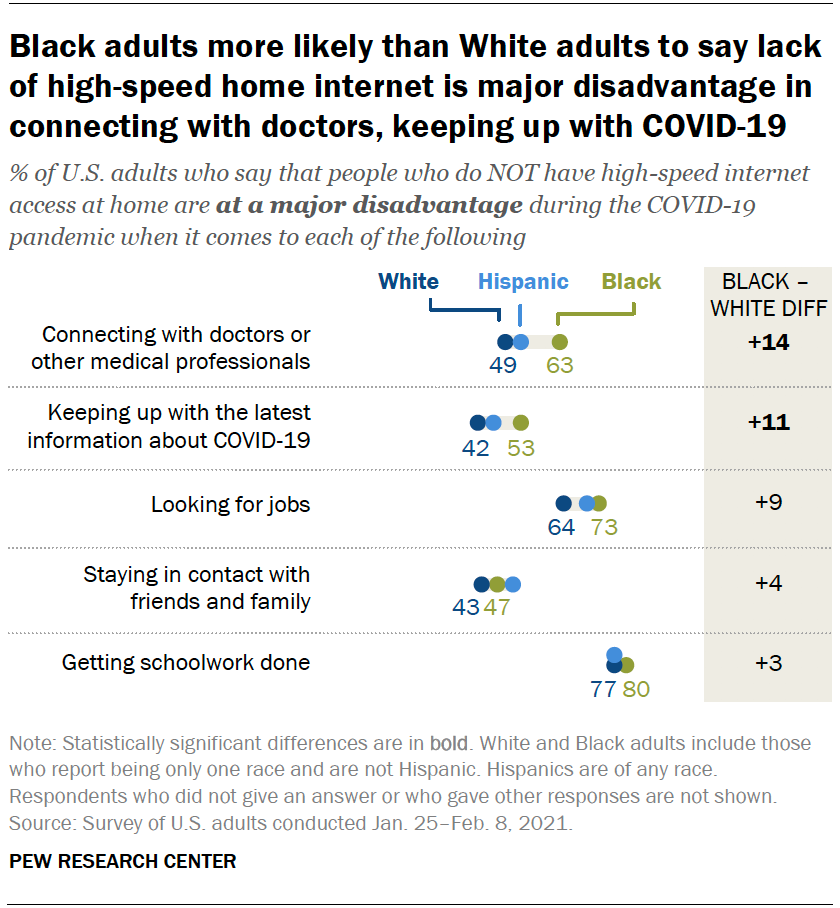 Black adults more likely than White adults to say lack
of high-speed home internet is major disadvantage in
connecting with doctors, keeping up with COVID-19
% of U.S. adults who say that people who do NOT have high-speed internet
access at home are at a major disadvantage during the COVID-19
pandemic when it comes to each of the following
White Hispanic Black
BLACK –
WHITE DIFF
Connecting with doctors or
other medical professionals
49 63
+14
Keeping up with the latest
information about COVID-19
42 53
+11
Looking for jobs
64 73
+9
Staying in contact with
friends and family
43 47
+4
Getting schoolwork done
77 80
+3
Note: Statistically significant differences are in bold. White and Black adults include those
who report being only one race and are not Hispanic. Hispanics are of any race.
Respondents who did not give an answer or who gave other responses are not shown.
Source: Survey of U.S. adults conducted Jan. 25–Feb. 8, 2021.
PEW RESEARCH CENTER